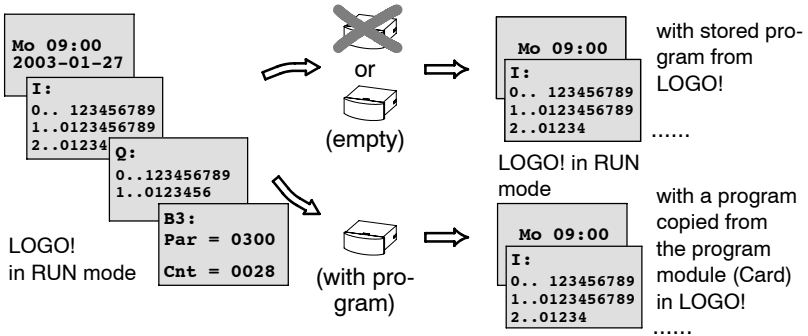 Mo 09:00
2003-01-27
I:
0.. 123456789
1..0123456789
2..01234
Q:
0..123456789
1..0123456
B3:
Par = 0300
Cnt = 0028
LOGO!
in RUN mode
or
(empty)
(with pro-
gram)
Mo 09:00
I:
0.. 123456789
1..0123456789
2..01234
......
with stored pro-
gram from
LOGO!
LOGO! in RUN
mode
Mo 09:00
I:
0.. 123456789
1..0123456789
2..01234
......
with a program
copied from
the program
module (Card)
in LOGO!